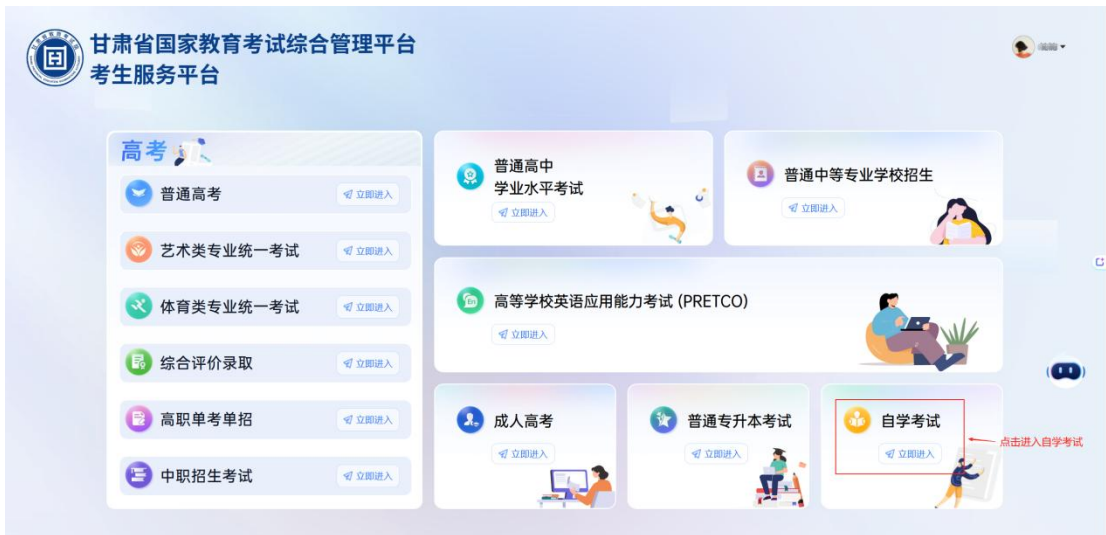 甘肃省国家教育考试综合管理平台
考生服务平台
高考
普通高考
立即进入
艺术类专业统一考试
立即进入
体育类专业统一考试
立即进入
综合评价录取
立即进入
高职单考单招
立即进入
中职招生考试
立即进入
普通高中
学业水平考试
立即进入
普通中等专业学校招生
立即进入
En
高等学校英语应用能力考试 (PRETCO)
立即进入
成人高考
立即进入
普通专升本考试
立即进入
自学考试
立即进入
点击进入自学考试